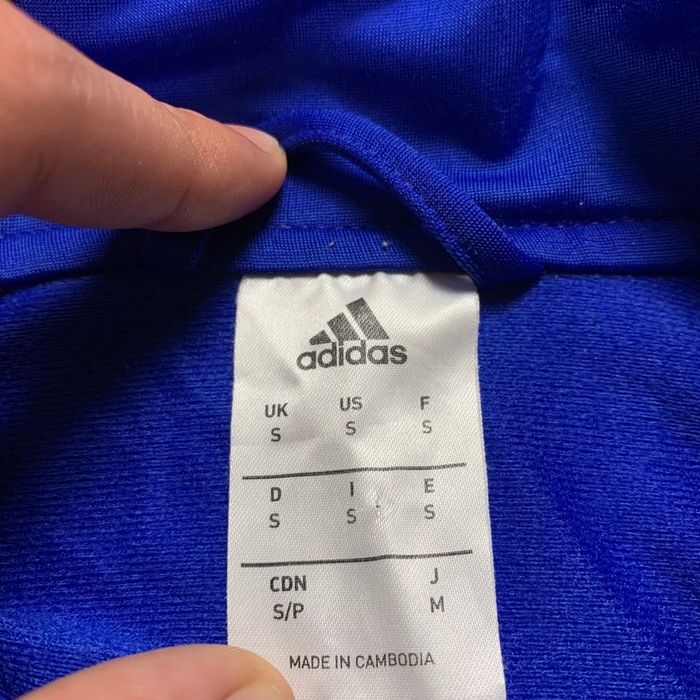 adidas
UK US F
S S S
D I E
S S S
CDN J
S/P M
MADE IN CAMBODIA